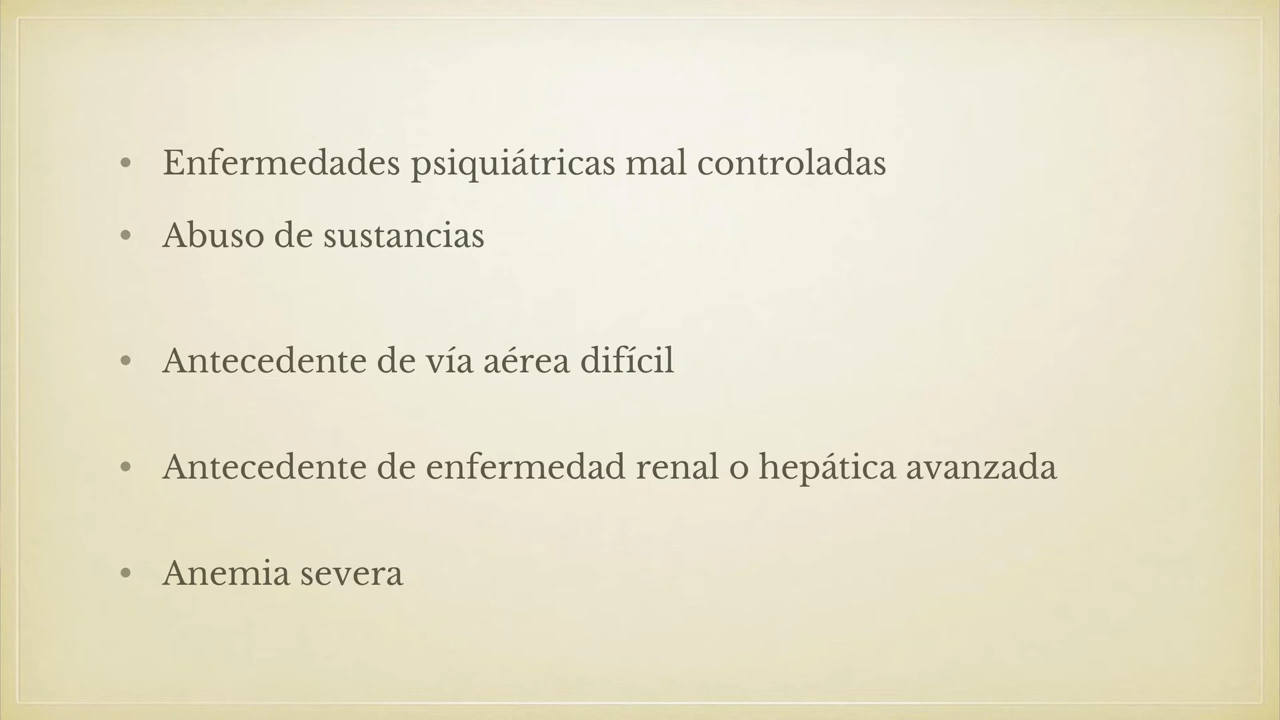 • Enfermedades psiquiátricas mal controladas
• Abuso de sustancias
• Antecedente de vía aérea difícil
• Antecedente de enfermedad renal o hepática avanzada
• Anemia severa